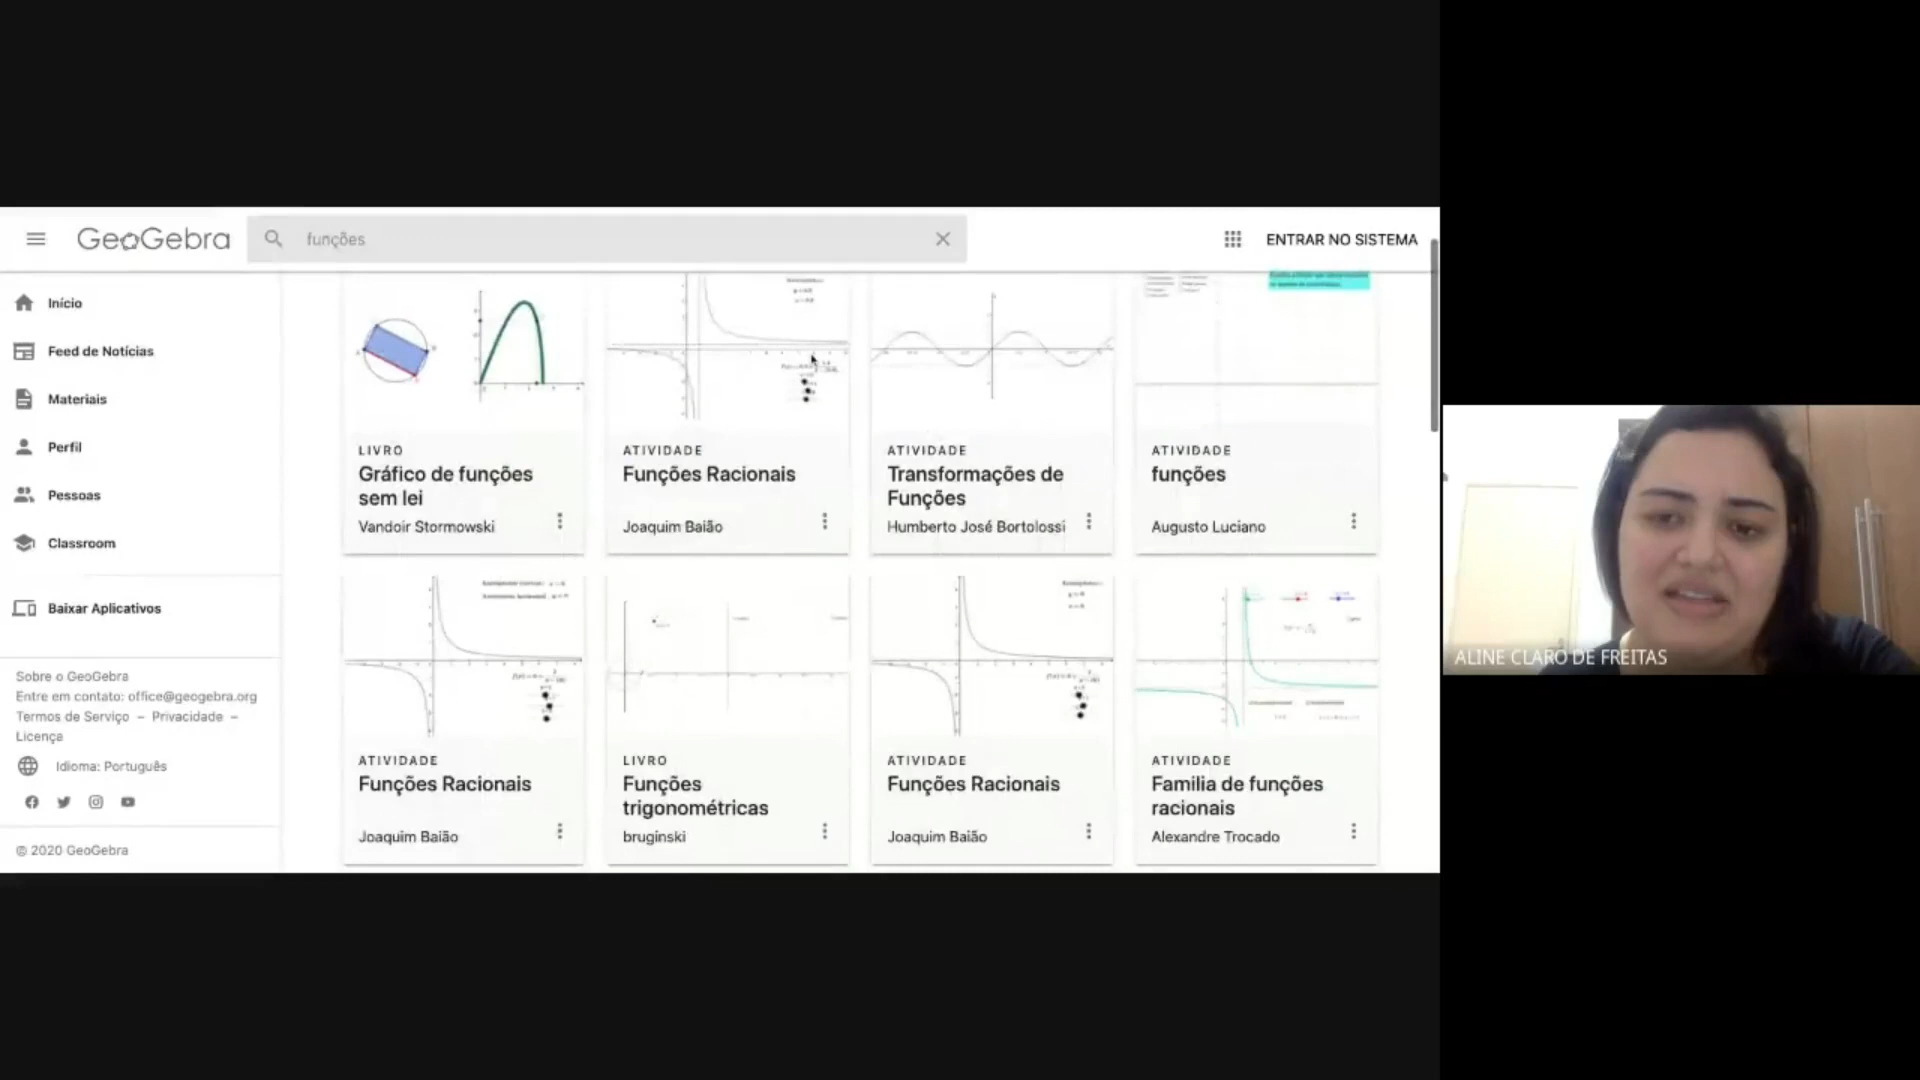 GeoGebra
funções
ENTRAR NO SISTEMA
Início
Feed de Notícias
Materiais
Perfil
Pessoas
Classroom
Baixar Aplicativos
Sobre o GeoGebra
Entre em contato: office@geogebra.org
Termos de Serviço – Privacidade –
Licença
Idioma: Português
© 2020 GeoGebra
LIVRO
Gráfico de funções
sem lei
Vandoir Stormowski
ATIVIDADE
Funções Racionais
Joaquim Baião
ATIVIDADE
Transformações de
Funções
Humberto José Bortolossi
ATIVIDADE
funções
Augusto Luciano
ATIVIDADE
Funções Racionais
Joaquim Baião
LIVRO
Funções
trigonométricas
bruginski
ATIVIDADE
Funções Racionais
Joaquim Baião
ATIVIDADE
Familia de funções
racionais
Alexandre Trocado
ALINE CLARO DE FREITAS